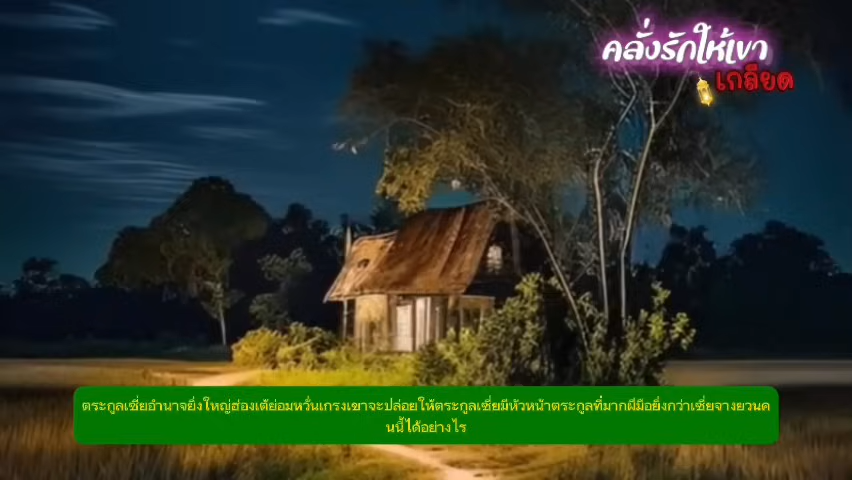 คลั่งรักให้เขา
เกลียด
ตระกูลเซี่ยอำนาจยิ่งใหญ่ฮ่องเต้ย่อมหวั่นเกรงเขาจะปล่อยให้ตระกูลเซี่ยมีหัวหน้าตระกูลที่มากฝีมือยิ่งกว่าเซี่ยจางยวนค
นนี้ได้อย่างไร